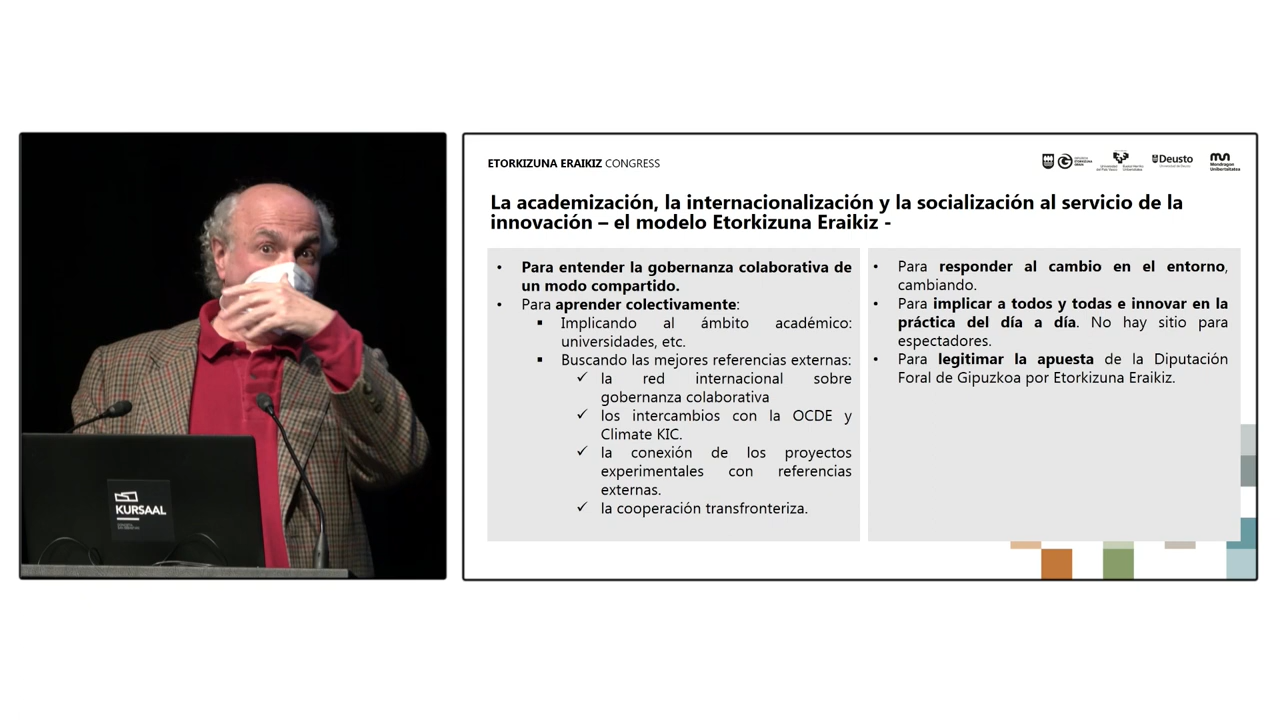 KURSAAL
ETORKIZUNA ERAIKIZ CONGRESS
Deusto
Mondragon
Unibertsitatea
La academización, la internacionalización y la socialización al servicio de la
innovación – el modelo Etorkizuna Eraikiz -
• Para entender la gobernanza colaborativa de
un modo compartido.
• Para aprender colectivamente:
▪ Implicando al ámbito académico:
universidades, etc.
▪ Buscando las mejores referencias externas:
✓ la red internacional sobre
gobernanza colaborativa
✓ los intercambios con la OCDE y
Climate KIC.
✓ la conexión de los proyectos
experimentales con referencias
externas.
✓ la cooperación transfronteriza.
• Para responder al cambio en el entorno,
cambiando.
• Para implicar a todos y todas e innovar en la
práctica del día a día. No hay sitio para
espectadores.
• Para legitimar la apuesta de la Diputación
Foral de Gipuzkoa por Etorkizuna Eraikiz.